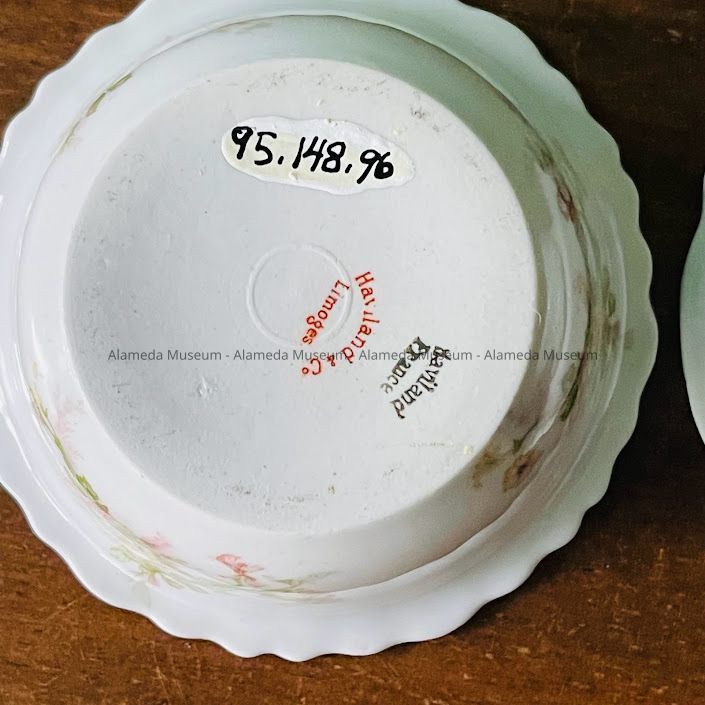 95.148.96
Haviland & Co
Limoges
Haviland
France
Alameda Museum - Alameda Museum - Alameda Museum - Alameda Museum